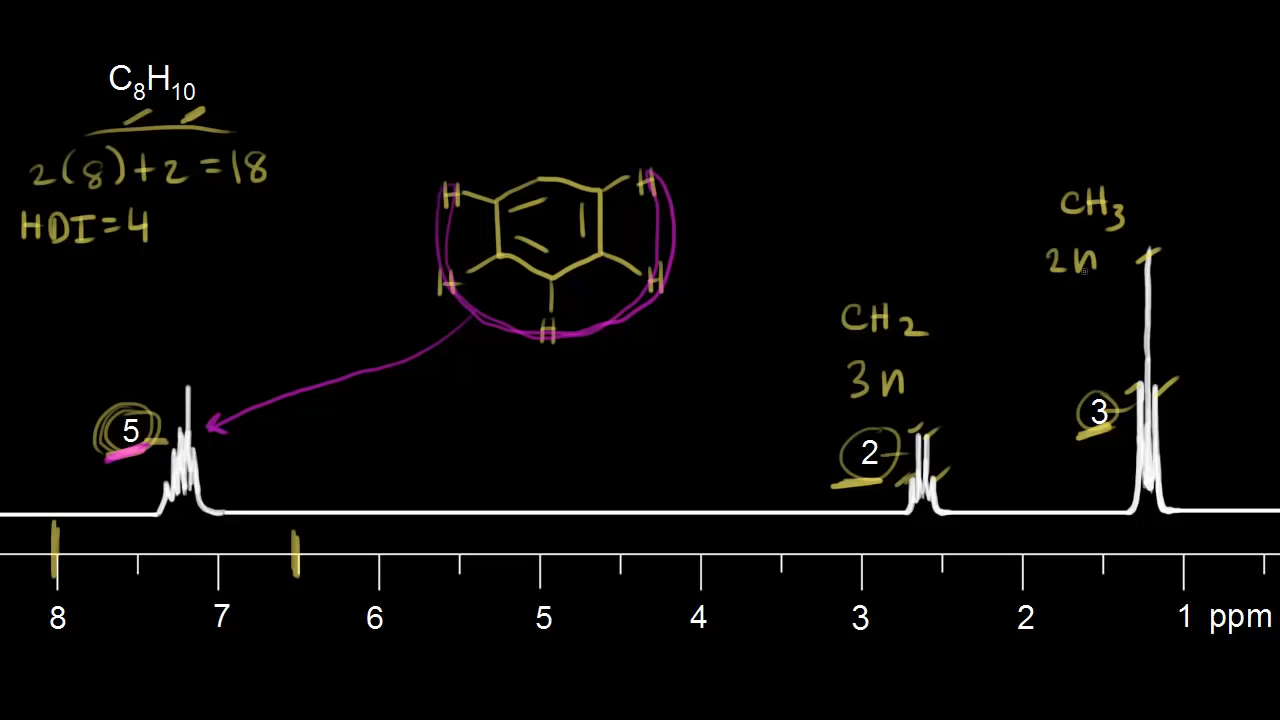 C₈H₁₀
2(8)+2=18
HDI=4
H H
H H
H
CH₃
2n
CH₂
3n
5
2
3
8 7 6 5 4 3 2 1 ppm